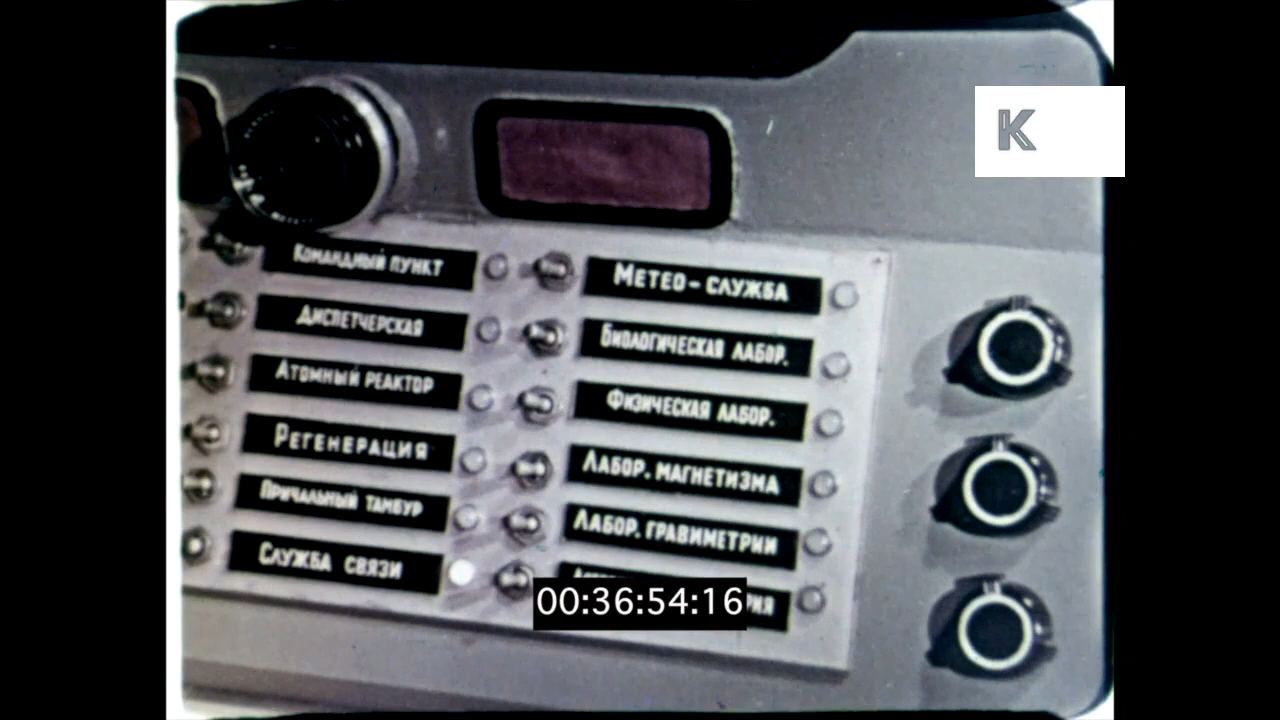 K
Командный пункт
Диспетчерская
Атомный реактор
Регенерация
Причальный тамбур
Служба связи
Метео-служба
Биологическая лабор.
Физическая лабор.
Лабор. магнетизма
Лабор. гравиметрии
00:36:54:16